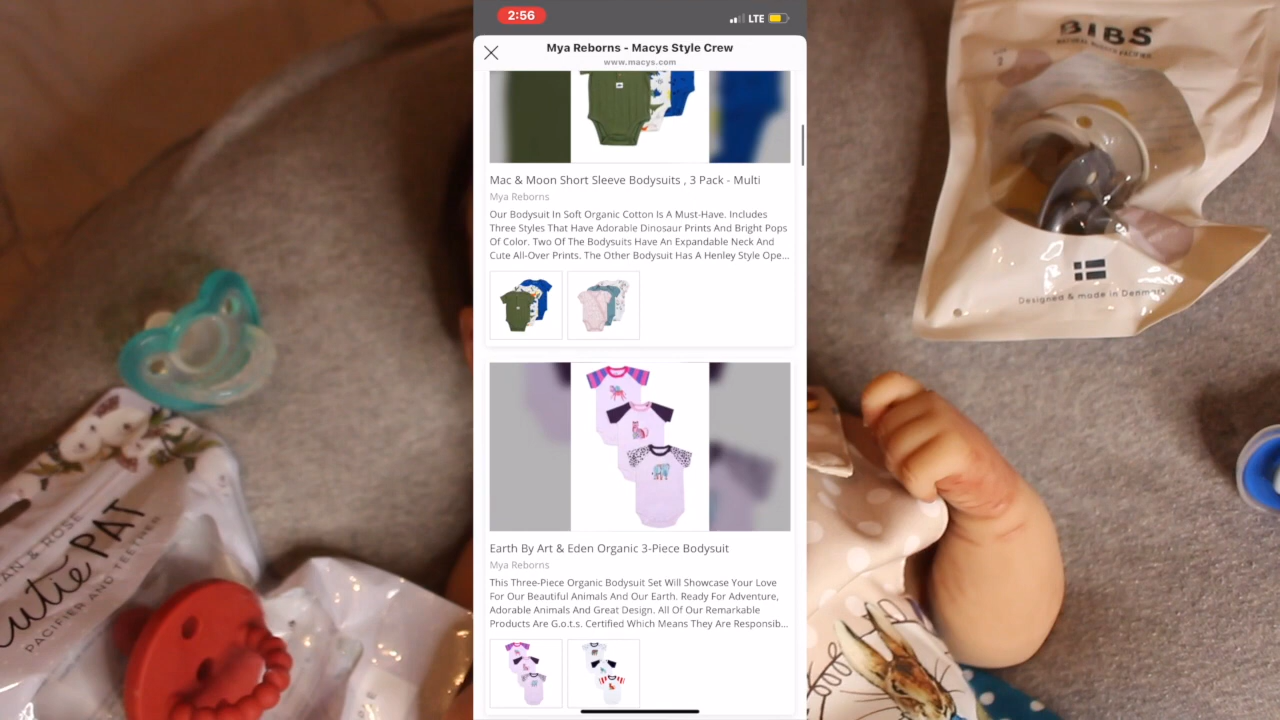 2:56
LTE
Mya Reborns - Macys Style Crew
www.macys.com
Mac & Moon Short Sleeve Bodysuits , 3 Pack - Multi
Mya Reborns
Our Bodysuit In Soft Organic Cotton Is A Must-Have. Includes
Three Styles That Have Adorable Dinosaur Prints And Bright Pops
Of Color. Two Of The Bodysuits Have An Expandable Neck And
Cute All-Over Prints. The Other Bodysuit Has A Henley Style Ope...
Earth By Art & Eden Organic 3-Piece Bodysuit
Mya Reborns
This Three-Piece Organic Bodysuit Set Will Showcase Your Love
For Our Beautiful Animals And Our Earth. Ready For Adventure,
Adorable Animals And Great Design. All Of Our Remarkable
Products Are G.o.t.s. Certified Which Means They Are Responsib...
BIBS
Designed & made in Denmark
& ROSE
PAT
PACIFIER AND TEETHER